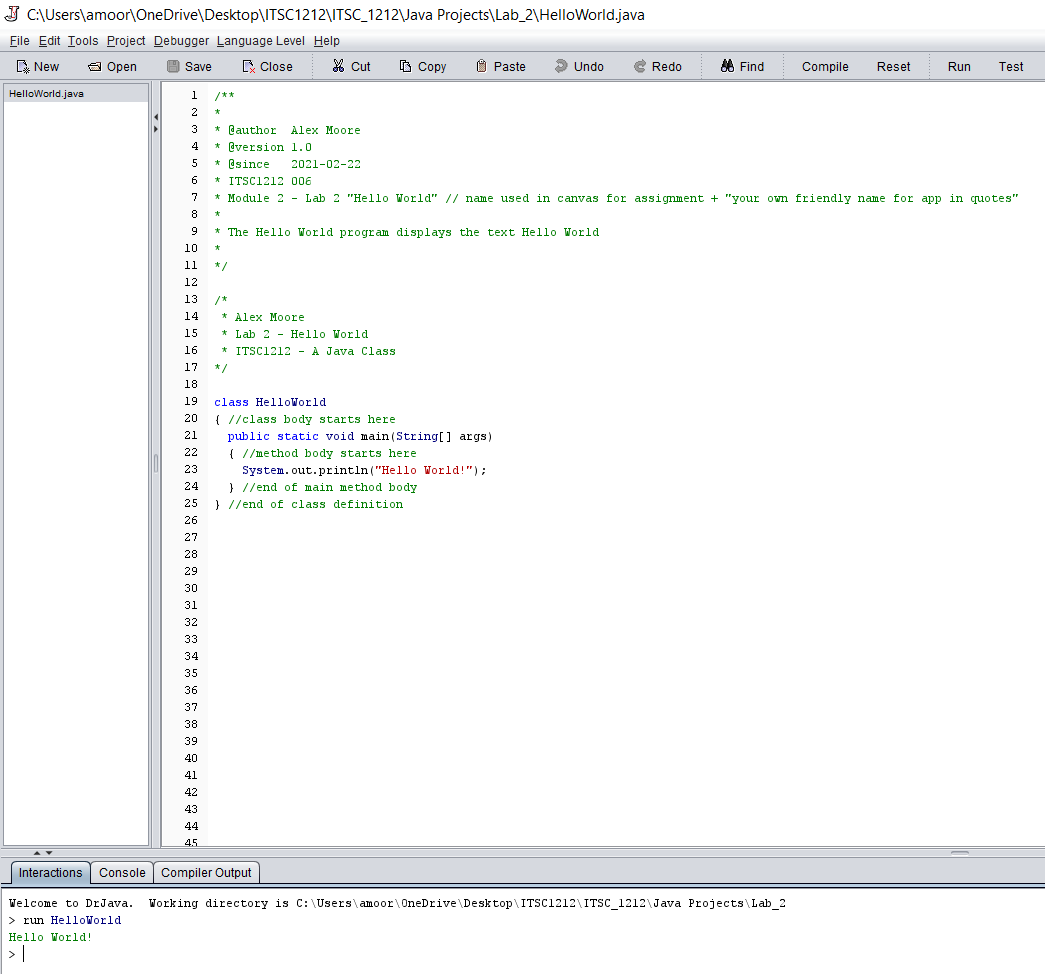 C:\Users\amoor\OneDrive\Desktop\ITSC1212\ITSC_1212\Java Projects\Lab_2\HelloWorld.java
File Edit Tools Project Debugger Language Level Help
New Open Save Close Cut Copy Paste Undo Redo Find Compile Reset Run Test
HelloWorld.java
1 /**
2 *
3 * @author  Alex Moore
4 * @version 1.0
5 * @since   2021-02-22
6 * ITSC1212 006
7 * Module 2 - Lab 2 "Hello World" // name used in canvas for assignment + "your own friendly name for app in quotes"
8 *
9 * The Hello World program displays the text Hello World
10 *
11 */
12
13 /*
14  * Alex Moore
15  * Lab 2 - Hello World
16  * ITSC1212 - A Java Class
17 */
18
19 class HelloWorld
20 { //class body starts here
21   public static void main(String[] args)
22   { //method body starts here
23     System.out.println("Hello World!");
24   } //end of main method body
25 } //end of class definition
26
27
28
29
30
31
32
33
34
35
36
37
38
39
40
41
42
43
44
45
Interactions Console Compiler Output
Welcome to DrJava.  Working directory is C:\Users\amoor\OneDrive\Desktop\ITSC1212\ITSC_1212\Java Projects\Lab_2
> run HelloWorld
Hello World!
>